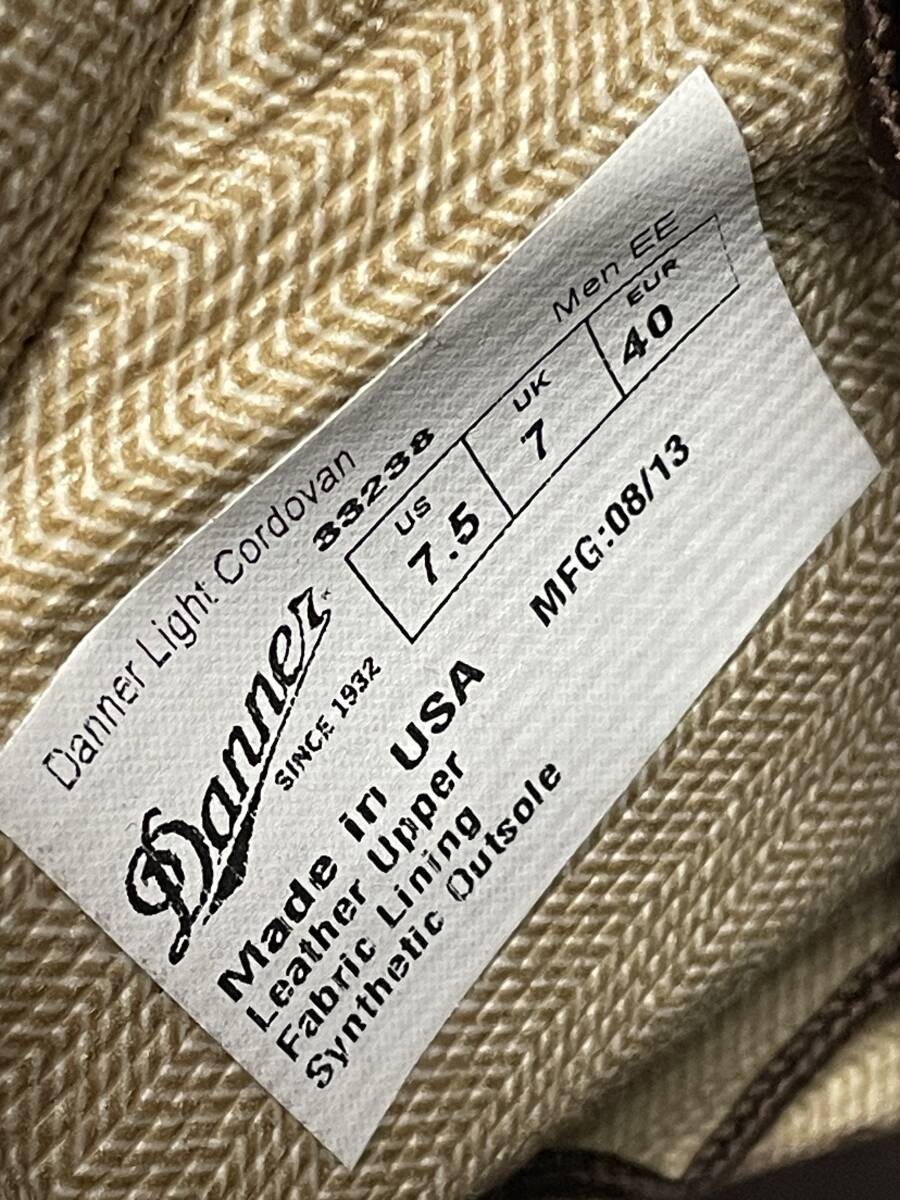 Danner Light Cordovan
33238
Men EE
US
7.5
UK
7
EUR
40
Danner
SINCE 1932
MFG:08/13
Made in USA
Leather Upper
Fabric Lining
Synthetic Outsole